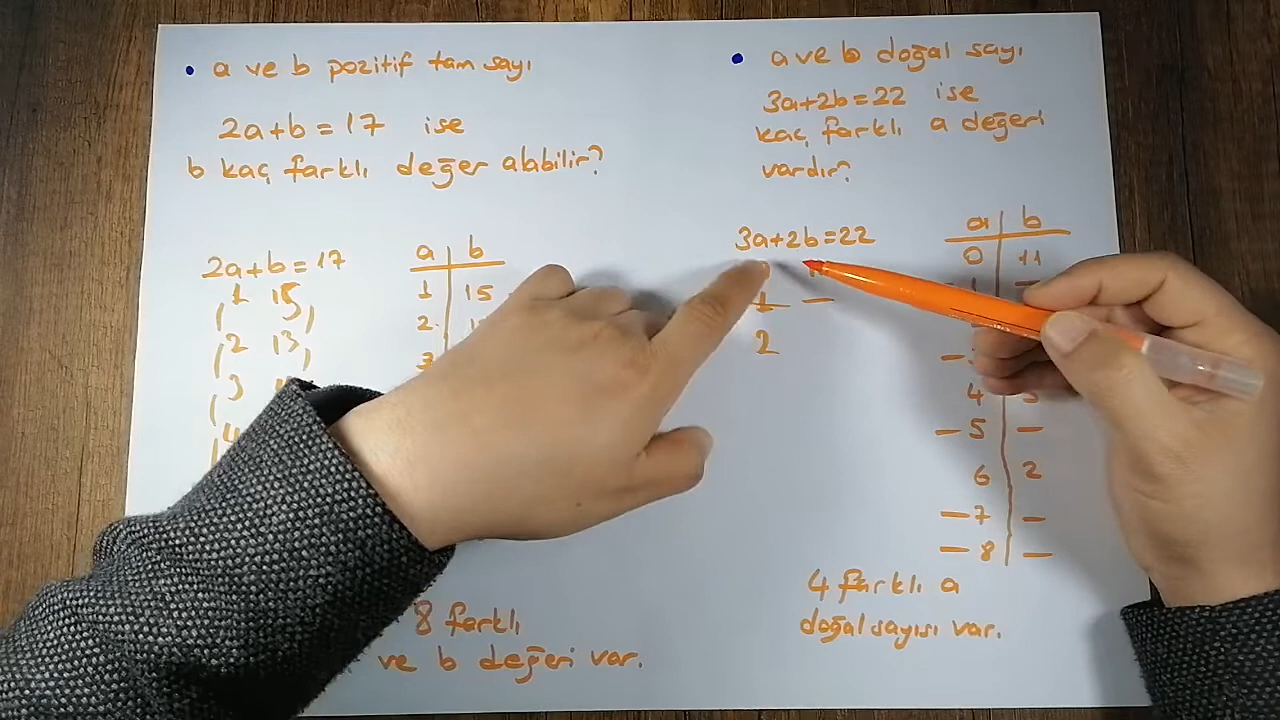 • a ve b pozitif tam sayı
2a+b=17 ise
b kaç farklı değer alabilir?
2a+b=17
(1 15)
(2 13)
(3
(4
a | b
1 | 15
2
3
8 farklı
ve b değeri var.
• a ve b doğal sayı
3a+2b=22 ise
kaç farklı a değeri
vardır?
3a+2b=22
1 —
2
a | b
0 | 11
4
— 5 | —
6 | 2
— 7 | —
— 8 | —
4 farklı a
doğal sayısı var.